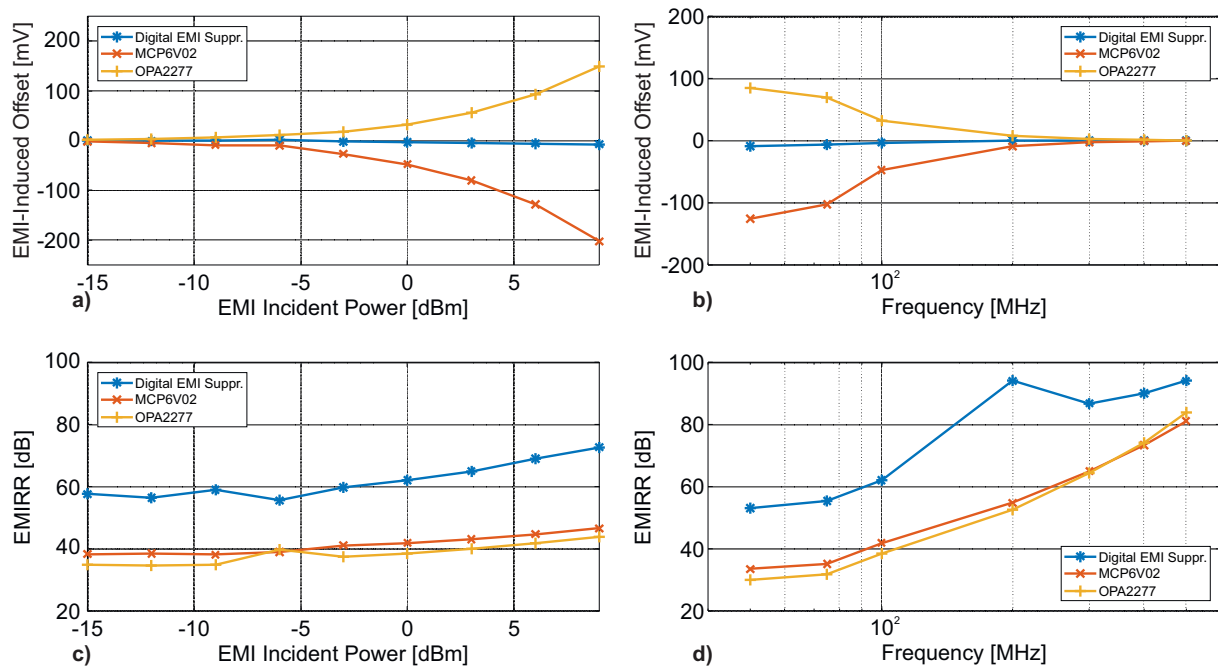 EMI-Induced Offset [mV]
200
100
0
-100
-200
Digital EMI Suppr.
MCP6V02
OPA2277
-15
-10
-5
0
5
a)
EMI Incident Power [dBm]
EMI-Induced Offset [mV]
200
100
0
-100
-200
Digital EMI Suppr.
MCP6V02
OPA2277
10²
b)
Frequency [MHz]
EMIRR [dB]
100
80
60
40
20
Digital EMI Suppr.
MCP6V02
OPA2277
-15
-10
-5
0
5
c)
EMI Incident Power [dBm]
EMIRR [dB]
100
80
60
40
20
Digital EMI Suppr.
MCP6V02
OPA2277
10²
d)
Frequency [MHz]